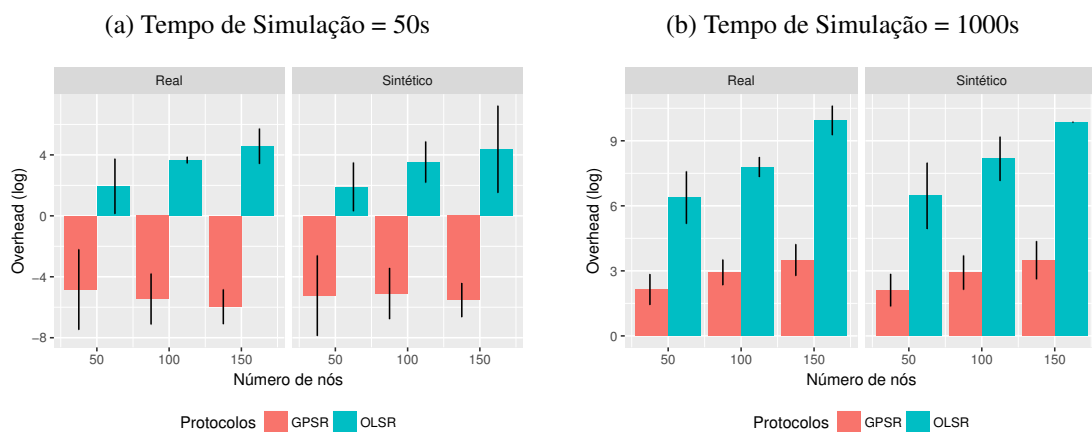 (a) Tempo de Simulação = 50s
Real
Sintético
Overhead (log)
4
0
−4
−8
50
100
150
50
100
150
Número de nós
Protocolos
GPSR
OLSR
(b) Tempo de Simulação = 1000s
Real
Sintético
Overhead (log)
9
6
3
0
50
100
150
50
100
150
Número de nós
Protocolos
GPSR
OLSR